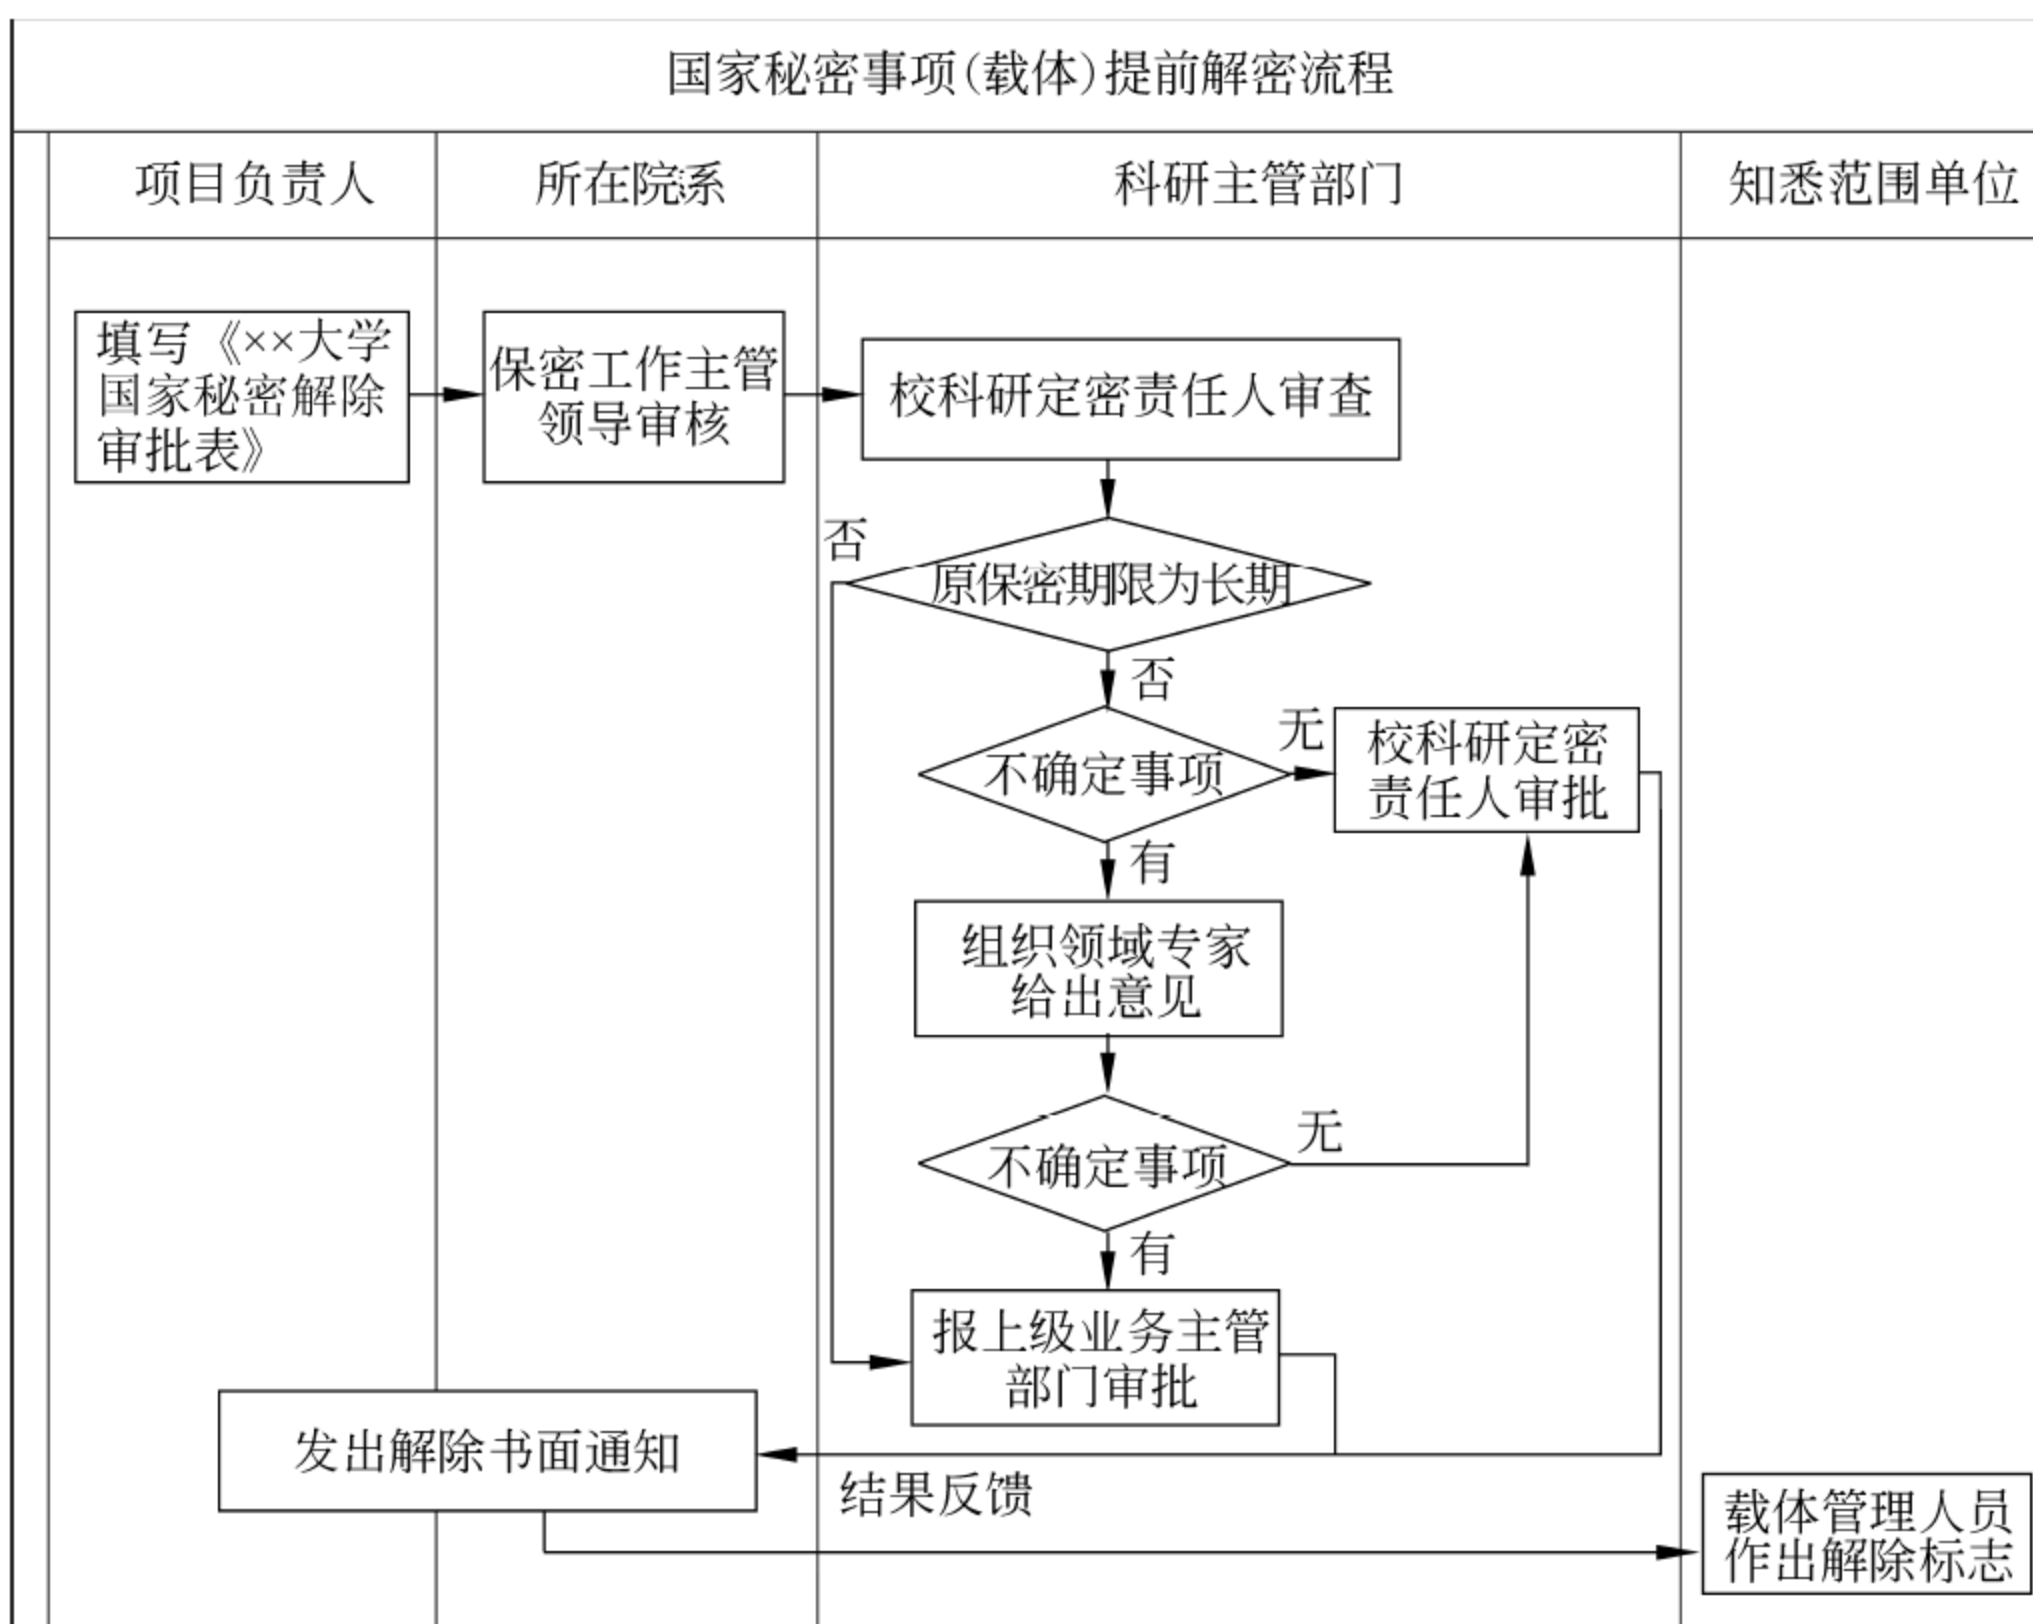 国家秘密事项(载体)提前解密流程
项目负责人
所在院系
科研主管部门
知悉范围单位
填写《××大学
国家秘密解除
审批表》
保密工作主管
领导审核
校科研定密责任人审查
否
原保密期限为长期
否
不确定事项
无
校科研定密
责任人审批
有
组织领域专家
给出意见
不确定事项
无
有
报上级业务主管
部门审批
发出解除书面通知
结果反馈
载体管理人员
作出解除标志